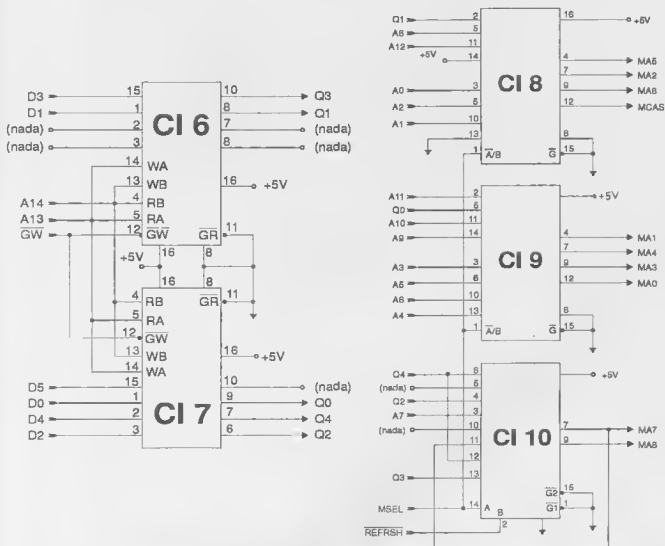 CI 6
D3 15
D1 1
(nada) 2
(nada) 3
14 WA
13 WB
A14 4 RB
A13 5 RA
GW 12 GW
10 Q3
8 Q1
7 (nada)
8 (nada)
16 +5V
GR 11
+5V 16 8
16 8
CI 7
4 RB
5 RA
12 GW
13 WB
14 WA
D5 15
D0 1
D4 2
D2 3
GR 11
16 +5V
10 (nada)
9 Q0
7 Q4
6 Q2
CI 8
Q1 2
A8 5
A12 11
+5V 14
A0 3
A2 6
A1 10
13
1 A/B
16 +5V
4 MA5
7 MA2
9 MA6
12 MCAS
8
G 15
CI 9
A11 2
Q0 5
A10 11
A9 14
A3 3
A5 6
A6 10
A4 13
1 A/B
+5V
4 MA1
7 MA4
9 MA3
12 MA0
G 15
CI 10
Q4 6
(nada) 5
Q2 4
A7 3
(nada) 10
11
12
Q3 13
MSEL 14 A
B
REFRSH 2
+5V
7 MA7
9 MA8
G2 15
G1 1